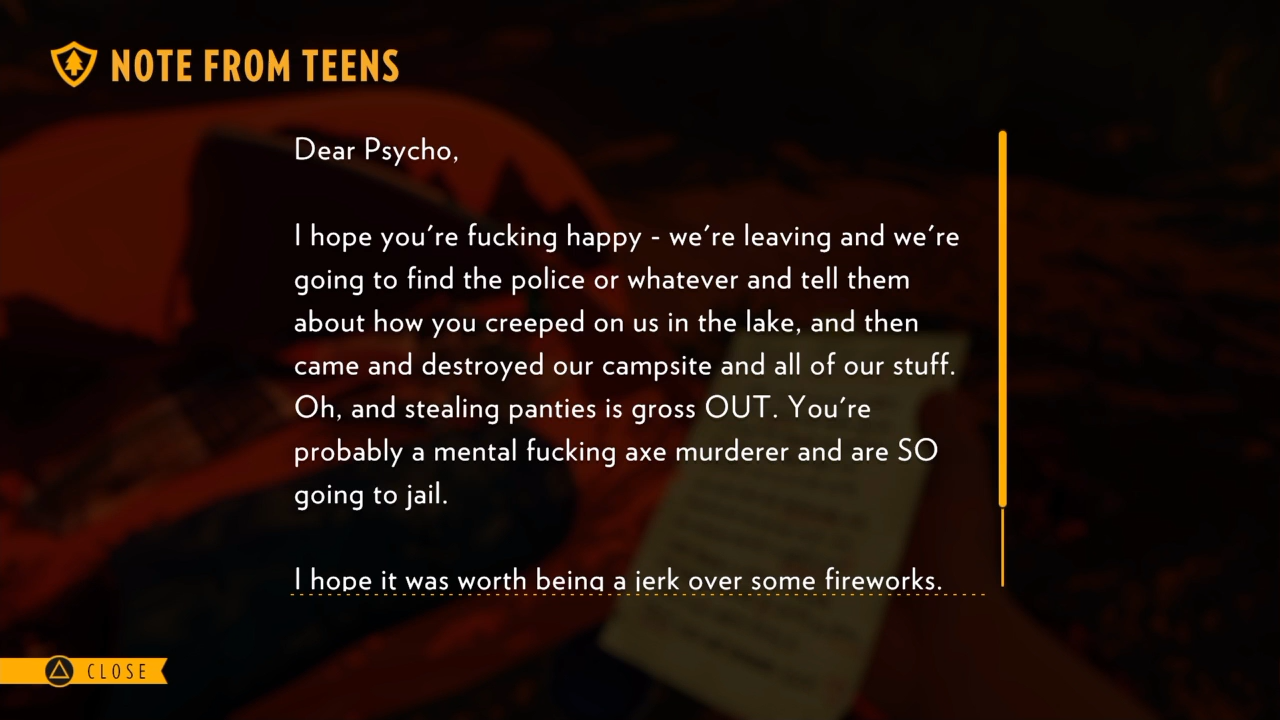 NOTE FROM TEENS
Dear Psycho,
I hope you're fucking happy - we're leaving and we're
going to find the police or whatever and tell them
about how you creeped on us in the lake, and then
came and destroyed our campsite and all of our stuff.
Oh, and stealing panties is gross OUT. You're
probably a mental fucking axe murderer and are SO
going to jail.
I hope it was worth being a jerk over some fireworks.
CLOSE